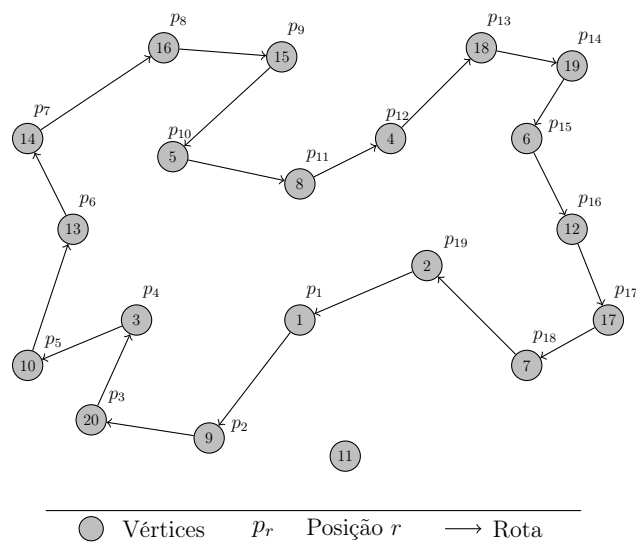 p8
p13
p9
16
18
p14
15
19
p7
p10
p12
p15
14
4
6
5
p11
8
p6
p16
13
p19
12
2
p4
p1
p17
3
1
17
p5
p18
10
7
p3
20
9
p2
11
Vértices pr Posição r Rota